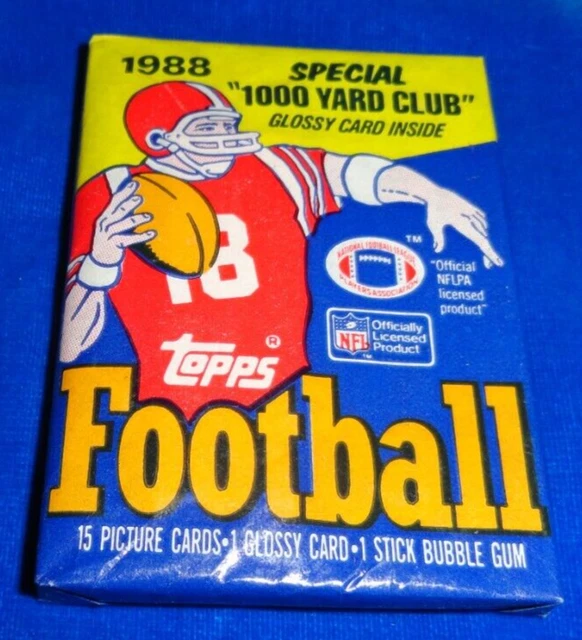 1988
SPECIAL
"1000 YARD CLUB"
GLOSSY CARD INSIDE
18
NATIONAL FOOTBALL LEAGUE
PLAYERS ASSOCIATION
TM
"Official
NFLPA
licensed
product"
NFL
Officially
Licensed
Product
TM
topps ®
Football
15 PICTURE CARDS•1 GLOSSY CARD•1 STICK BUBBLE GUM